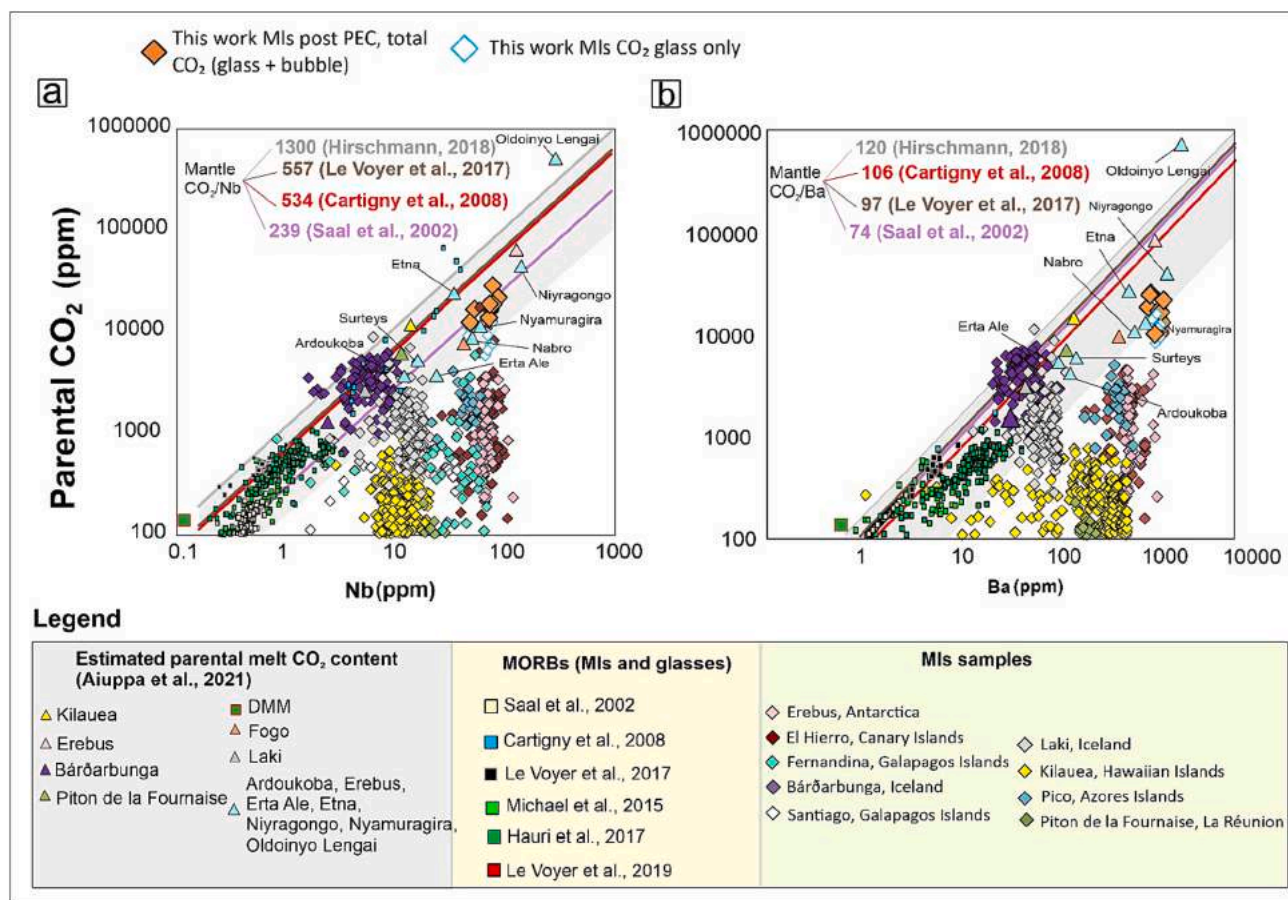 This work MIs post PEC, total
CO₂ (glass + bubble)
This work MIs CO₂ glass only
a
b
Parental CO₂ (ppm)
1000000
100000
10000
1000
100
0.1
1
10
100
1000
Nb (ppm)
Mantle
CO₂/Nb
1300 (Hirschmann, 2018)
557 (Le Voyer et al., 2017)
534 (Cartigny et al., 2008)
239 (Saal et al., 2002)
Oldoinyo Lengai
Etna
Niyragongo
Surteys
Nyamuragira
Ardoukoba
Nabro
Erta Ale
1000000
100000
10000
1000
100
1
10
100
1000
10000
Ba (ppm)
Mantle
CO₂/Ba
120 (Hirschmann, 2018)
106 (Cartigny et al., 2008)
97 (Le Voyer et al., 2017)
74 (Saal et al., 2002)
Oldoinyo Lengai
Niyragongo
Etna
Nabro
Erta Ale
Nyamuragira
Surteys
Ardoukoba
Legend
Estimated parental melt CO₂ content
(Aiuppa et al., 2021)
Kilauea
Erebus
Bárðarbunga
Piton de la Fournaise
DMM
Fogo
Laki
Ardoukoba, Erebus,
Erta Ale, Etna,
Niyragongo, Nyamuragira,
Oldoinyo Lengai
MORBs (MIs and glasses)
Saal et al., 2002
Cartigny et al., 2008
Le Voyer et al., 2017
Michael et al., 2015
Hauri et al., 2017
Le Voyer et al., 2019
MIs samples
Erebus, Antarctica
El Hierro, Canary Islands
Fernandina, Galapagos Islands
Bárðarbunga, Iceland
Santiago, Galapagos Islands
Laki, Iceland
Kilauea, Hawaiian Islands
Pico, Azores Islands
Piton de la Fournaise, La Réunion